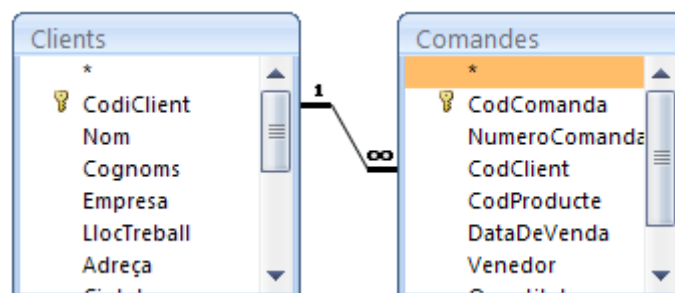 Clients
*
CodiClient
Nom
Cognoms
Empresa
LlocTreball
Adreça
1
∞
Comandes
*
CodComanda
NumeroComanda
CodClient
CodProducte
DataDeVenda
Venedor